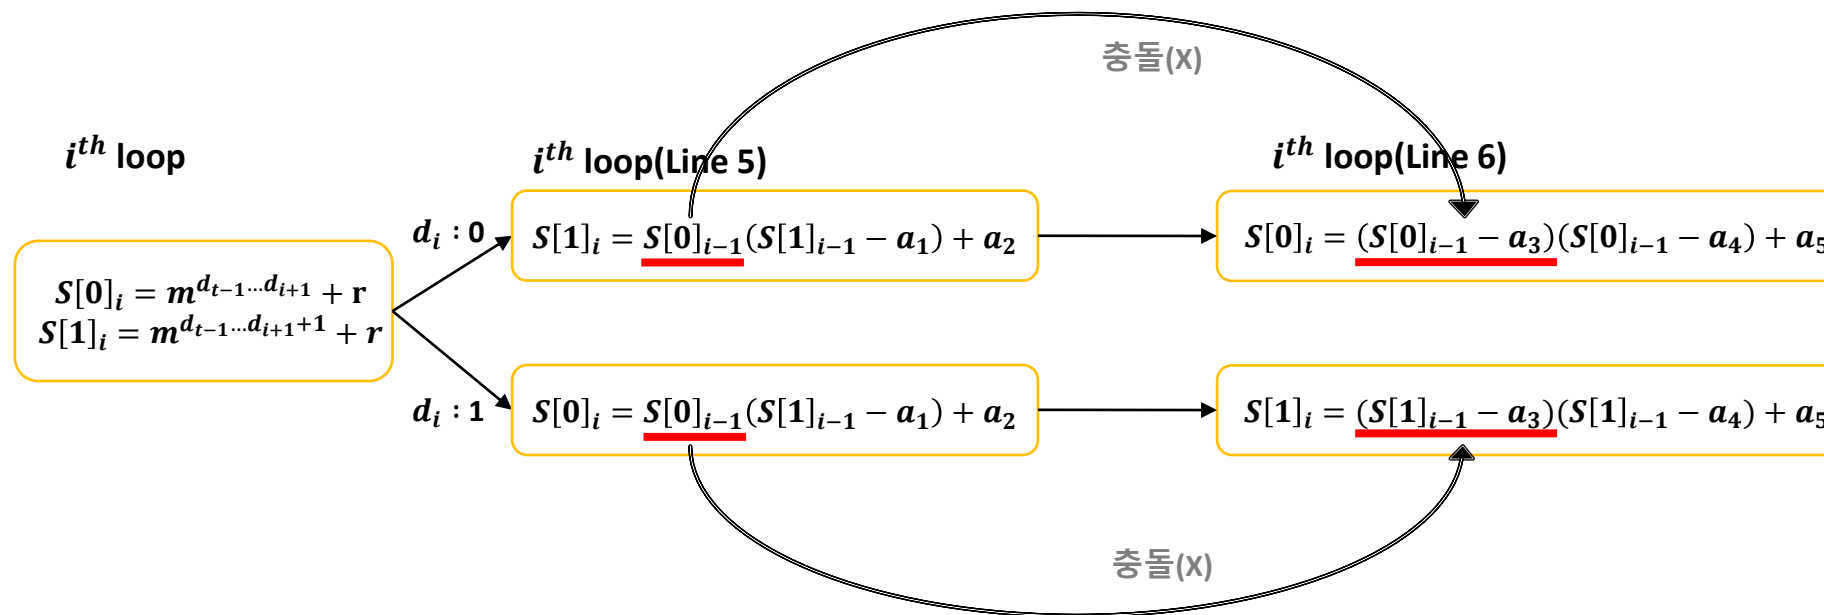 충돌(X)
i^{th} loop
i^{th} loop(Line 5)
i^{th} loop(Line 6)
d_i : 0
S[1]_i = S[0]_{i-1}(S[1]_{i-1} − a_1) + a_2
S[0]_i = (S[0]_{i-1} − a_3)(S[0]_{i-1} − a_4) + a_5
S[0]_i = m^{d_{t-1}…d_{i+1}} + r
S[1]_i = m^{d_{t-1}…d_{i+1}+1} + r
d_i : 1
S[0]_i = S[0]_{i-1}(S[1]_{i-1} − a_1) + a_2
S[1]_i = (S[1]_{i-1} − a_3)(S[1]_{i-1} − a_4) + a_5
충돌(X)